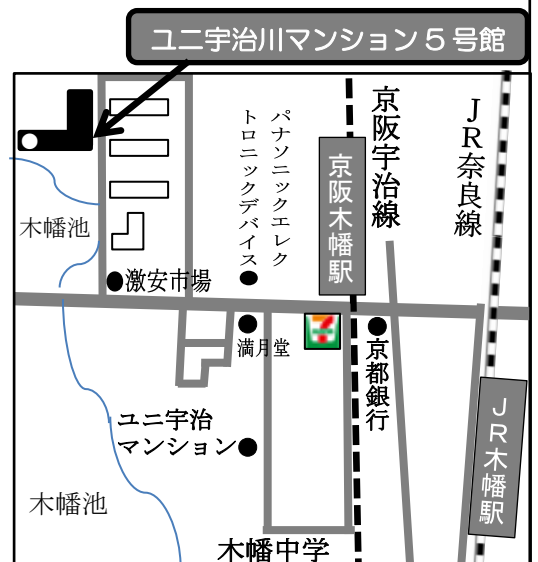 ユニ宇治川マンション５号館
京阪宇治線
ＪＲ奈良線
パナソニックエレク
トロニックデバイス
京阪木幡駅
木幡池
激安市場
満月堂
7
京都銀行
ＪＲ木幡駅
ユニ宇治
マンション
木幡池
木幡中学